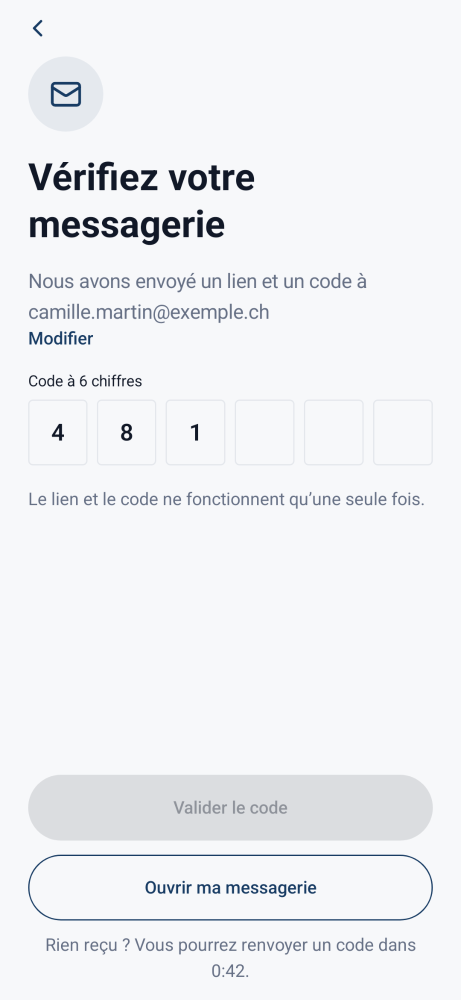 Vérifiez votre
messagerie
Nous avons envoyé un lien et un code à
camille.martin@exemple.ch
Modifier
Code à 6 chiffres
4 8 1
Le lien et le code ne fonctionnent qu’une seule fois.
Valider le code
Ouvrir ma messagerie
Rien reçu ? Vous pourrez renvoyer un code dans
0:42.